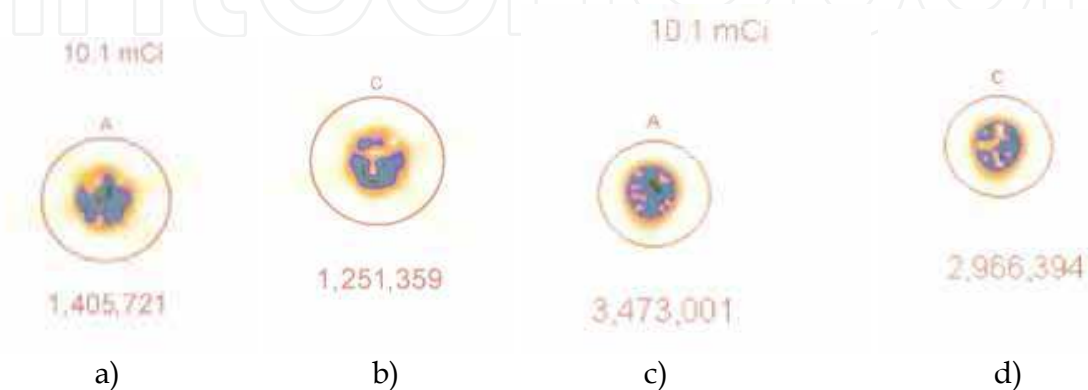 10.1 mCi
A
1,405,721
a)
C
1,251,359
b)
10.1 mCi
A
3,473,001
c)
C
2,966,394
d)